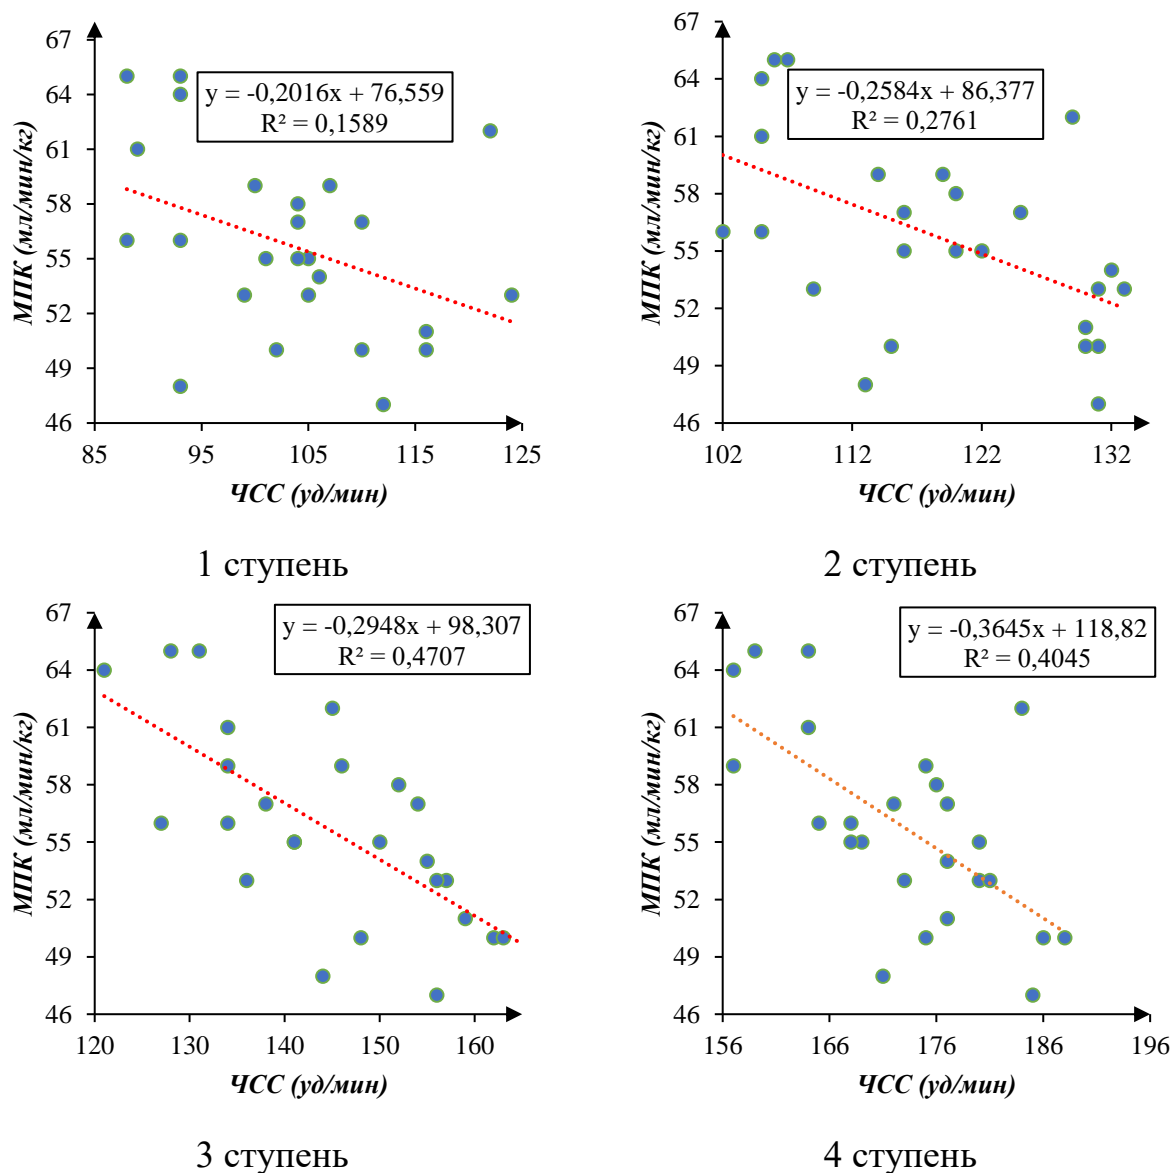 МПК (мл/мин/кг)
67
64
61
58
55
52
49
46
y = -0,2016x + 76,559
R² = 0,1589
85 95 105 115 125
ЧСС (уд/мин)
1 ступень
МПК (мл/мин/кг)
67
64
61
58
55
52
49
46
y = -0,2584x + 86,377
R² = 0,2761
102 112 122 132
ЧСС (уд/мин)
2 ступень
МПК (мл/мин/кг)
67
64
61
58
55
52
49
46
y = -0,2948x + 98,307
R² = 0,4707
120 130 140 150 160
ЧСС (уд/мин)
3 ступень
МПК (мл/мин/кг)
67
64
61
58
55
52
49
46
y = -0,3645x + 118,82
R² = 0,4045
156 166 176 186 196
ЧСС (уд/мин)
4 ступень